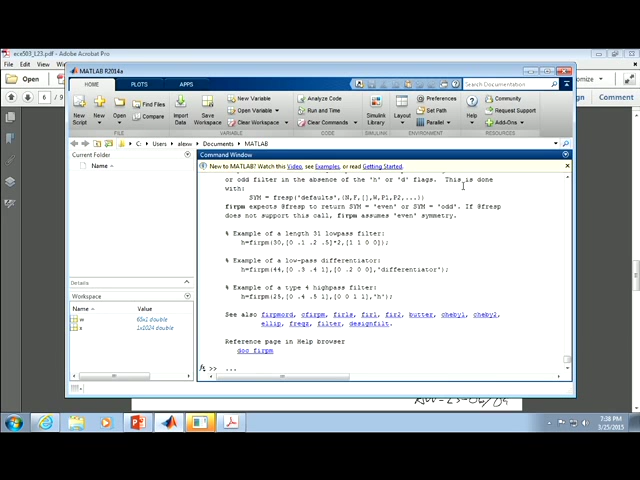 ece503_L23.pdf - Adobe Acrobat Pro
File Edit View
Open
6
Sign
Comment
MATLAB R2014a
HOME PLOTS APPS
Search Documentation
New Script
New
Open
Find Files
Compare
Import Data
Save Workspace
New Variable
Open Variable
Clear Workspace
Analyze Code
Run and Time
Clear Commands
Simulink Library
Layout
Preferences
Set Path
Parallel
Help
Community
Request Support
Add-Ons
FILE VARIABLE CODE SIMULINK ENVIRONMENT RESOURCES
C: Users alexw Documents MATLAB
Current Folder
Name
Details
Workspace
Name Value
w 65x1 double
x 1x1024 double
Command Window
New to MATLAB? Watch this Video, see Examples, or read Getting Started.
or odd filter in the absence of the 'h' or 'd' flags. This is done
with:
SYM = fresp('defaults',{N,F,[],W,P1,P2,...})
firpm expects @fresp to return SYM = 'even' or SYM = 'odd'. If @fresp
does not support this call, firpm assumes 'even' symmetry.
% Example of a length 31 lowpass filter:
h=firpm(30,[0 .1 .2 .5]*2,[1 1 0 0]);
% Example of a low-pass differentiator:
h=firpm(44,[0 .3 .4 1],[0 .2 0 0],'differentiator');
% Example of a type 4 highpass filter:
h=firpm(25,[0 .4 .5 1],[0 0 1 1],'h');
See also firpmord, cfirpm, firls, fir1, fir2, butter, cheby1, cheby2,
ellip, freqz, filter, designfilt.
Reference page in Help browser
doc firpm
fx >> ...
7:38 PM
3/25/2015